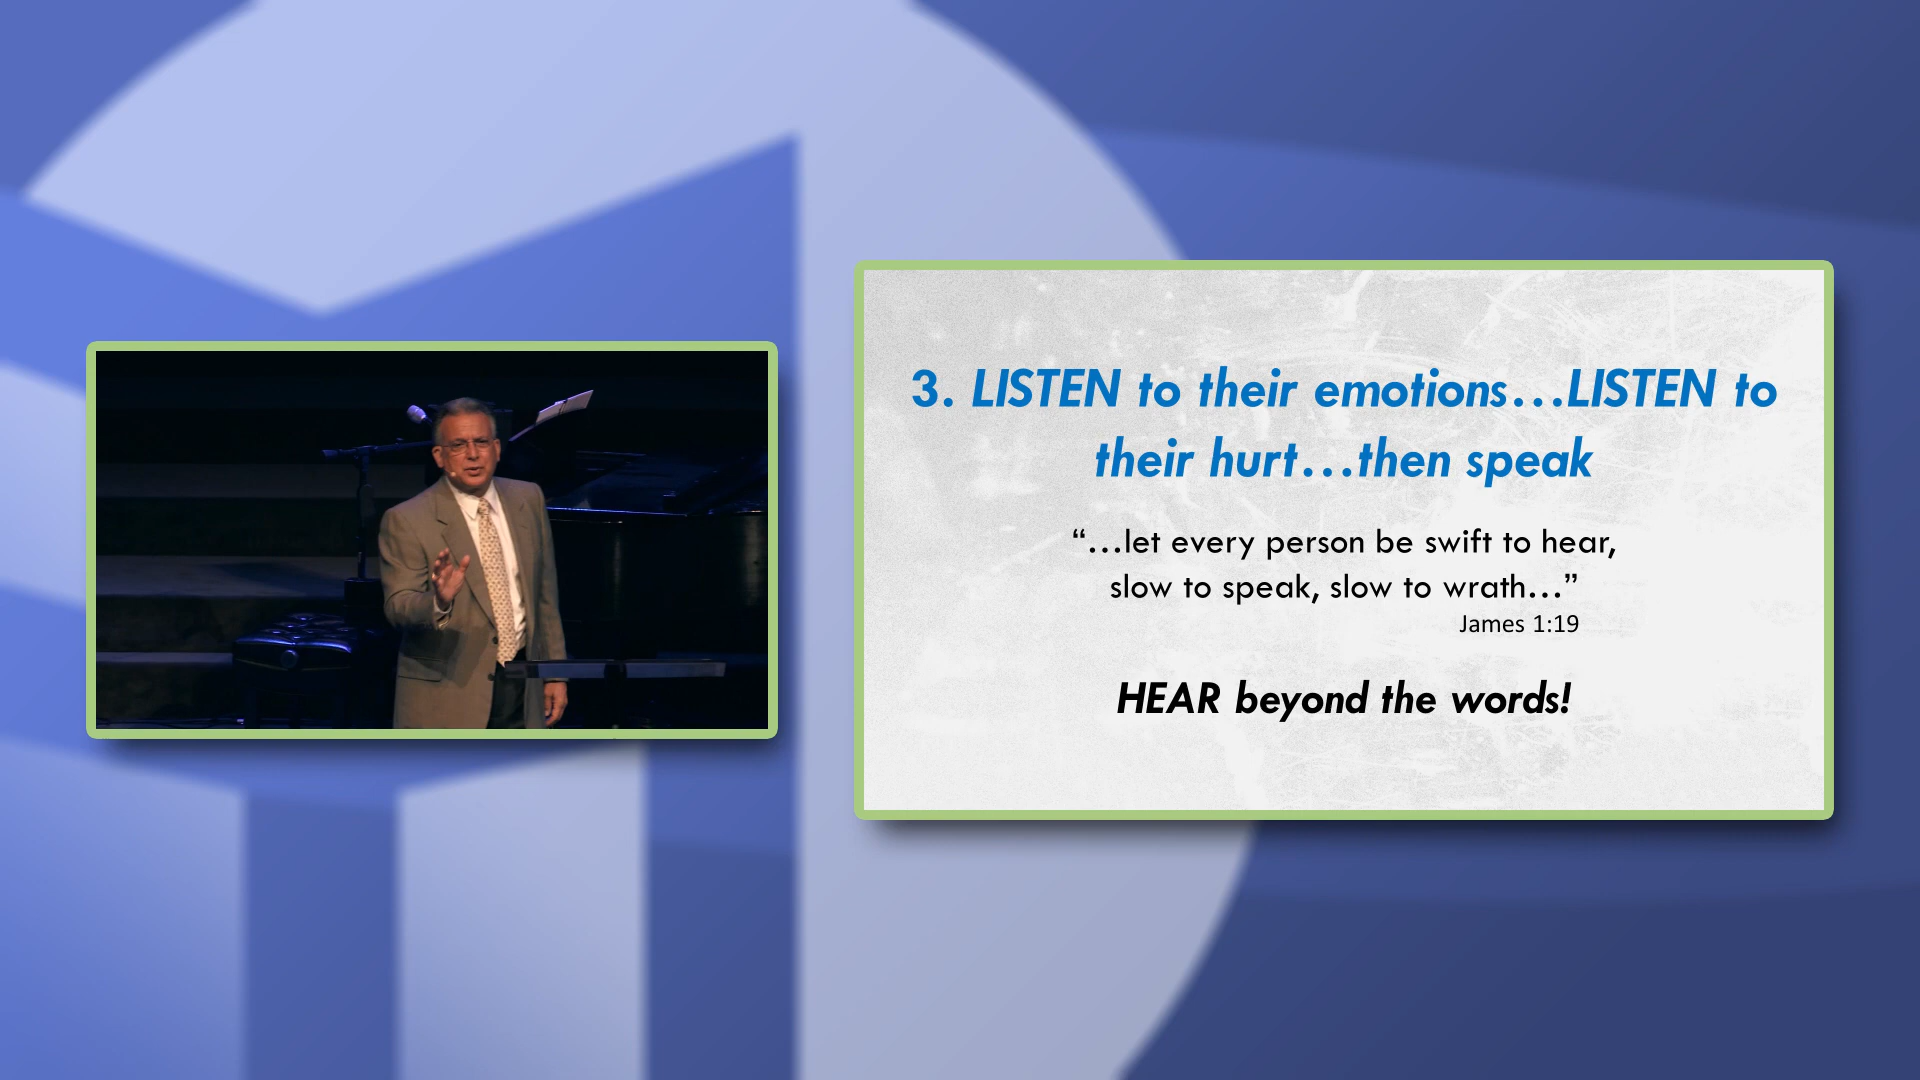 3. LISTEN to their emotions…LISTEN to
their hurt…then speak
“…let every person be swift to hear,
slow to speak, slow to wrath…”
James 1:19
HEAR beyond the words!